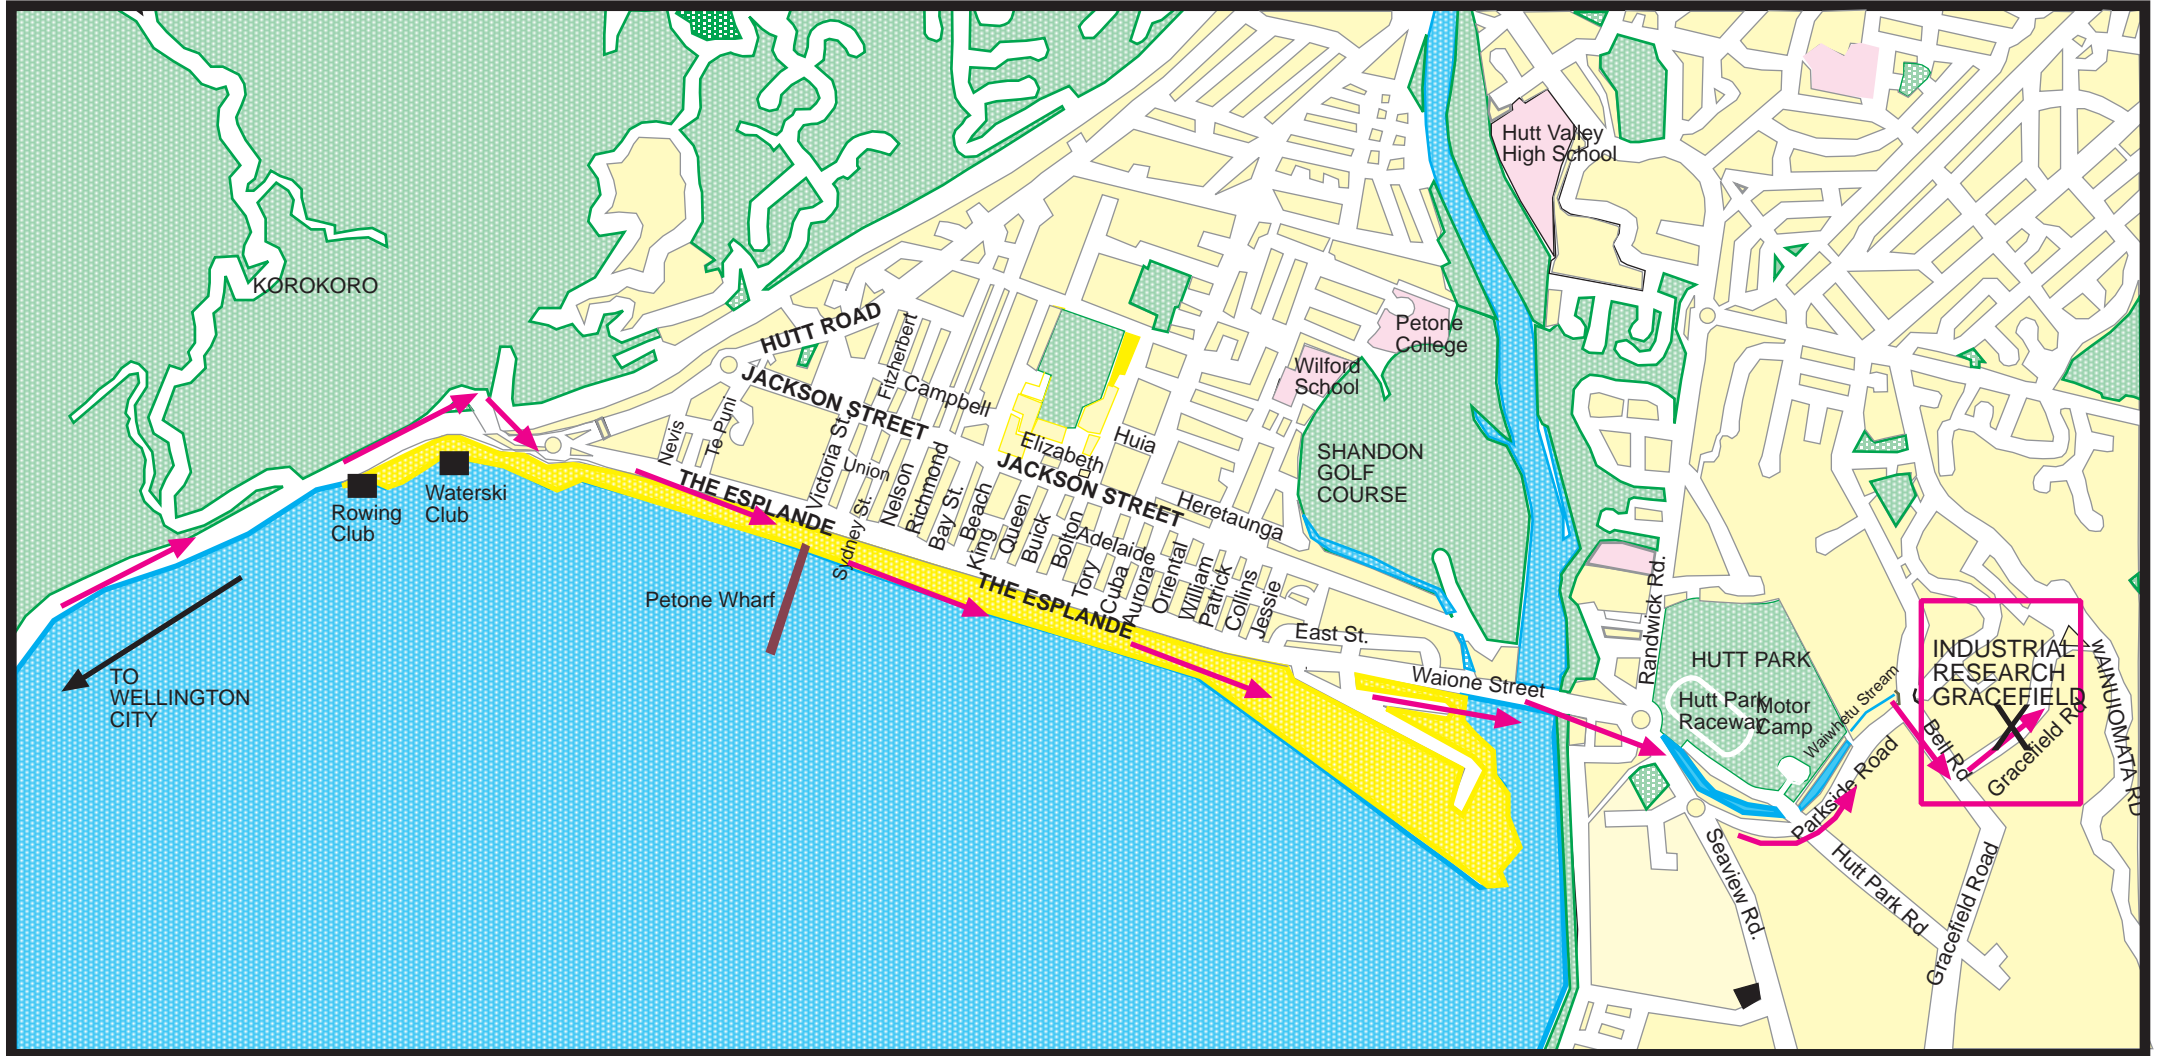 Hutt Valley
High School
KOROKORO
HUTT ROAD
Fitzherbert
Petone
College
Wilford
School
JACKSON STREET
Campbell
Nevis
Te Puni
Victoria St.
Union
Elizabeth
Huia
SHANDON
GOLF
COURSE
JACKSON STREET
Heretaunga
THE ESPLANDE
Sydney St.
Nelson
Richmond
Bay St.
Beach
King
Queen
Buick
Bolton
Adelaide
Tory
Cuba
Aurora
Oriental
William
Patrick
Collins
Jessie
Waterski
Club
Rowing
Club
THE ESPLANDE
Petone Wharf
East St.
Waione Street
Randwick Rd.
HUTT PARK
Hutt Park
Raceway
Motor
Camp
Waiwhetu Stream
INDUSTRIAL
RESEARCH
GRACEFIELD
WAINUIOMATA RD
Bell Rd
Gracefield Rd
Parkside Road
TO
WELLINGTON
CITY
Seaview Rd.
Hutt Park Rd
Gracefield Road